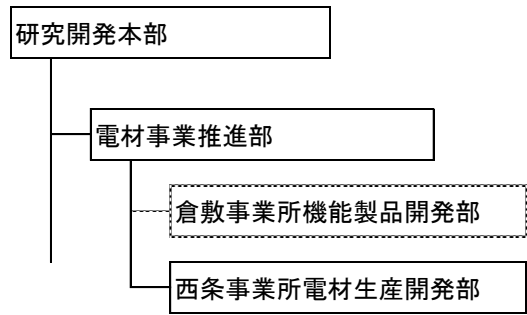 研究開発本部
電材事業推進部
倉敷事業所機能製品開発部
西条事業所電材生産開発部